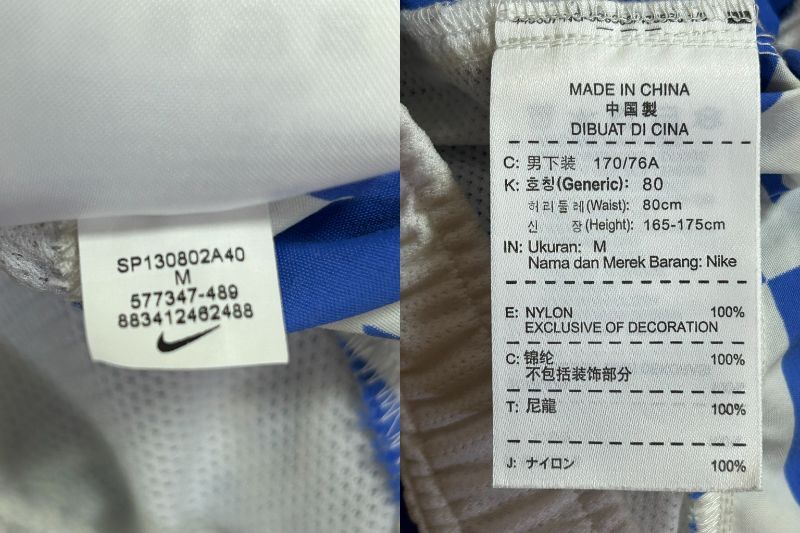 SP130802A40
M
577347-489
883412462488
MADE IN CHINA
中国製
DIBUAT DI CINA
C: 男下装 170/76A
K: 호칭(Generic): 80
허리둘레(Waist): 80cm
신 장(Height): 165-175cm
IN: Ukuran: M
Nama dan Merek Barang: Nike
E: NYLON 100%
EXCLUSIVE OF DECORATION
C: 锦纶 100%
不包括装饰部分
T: 尼龍 100%
J: ナイロン 100%